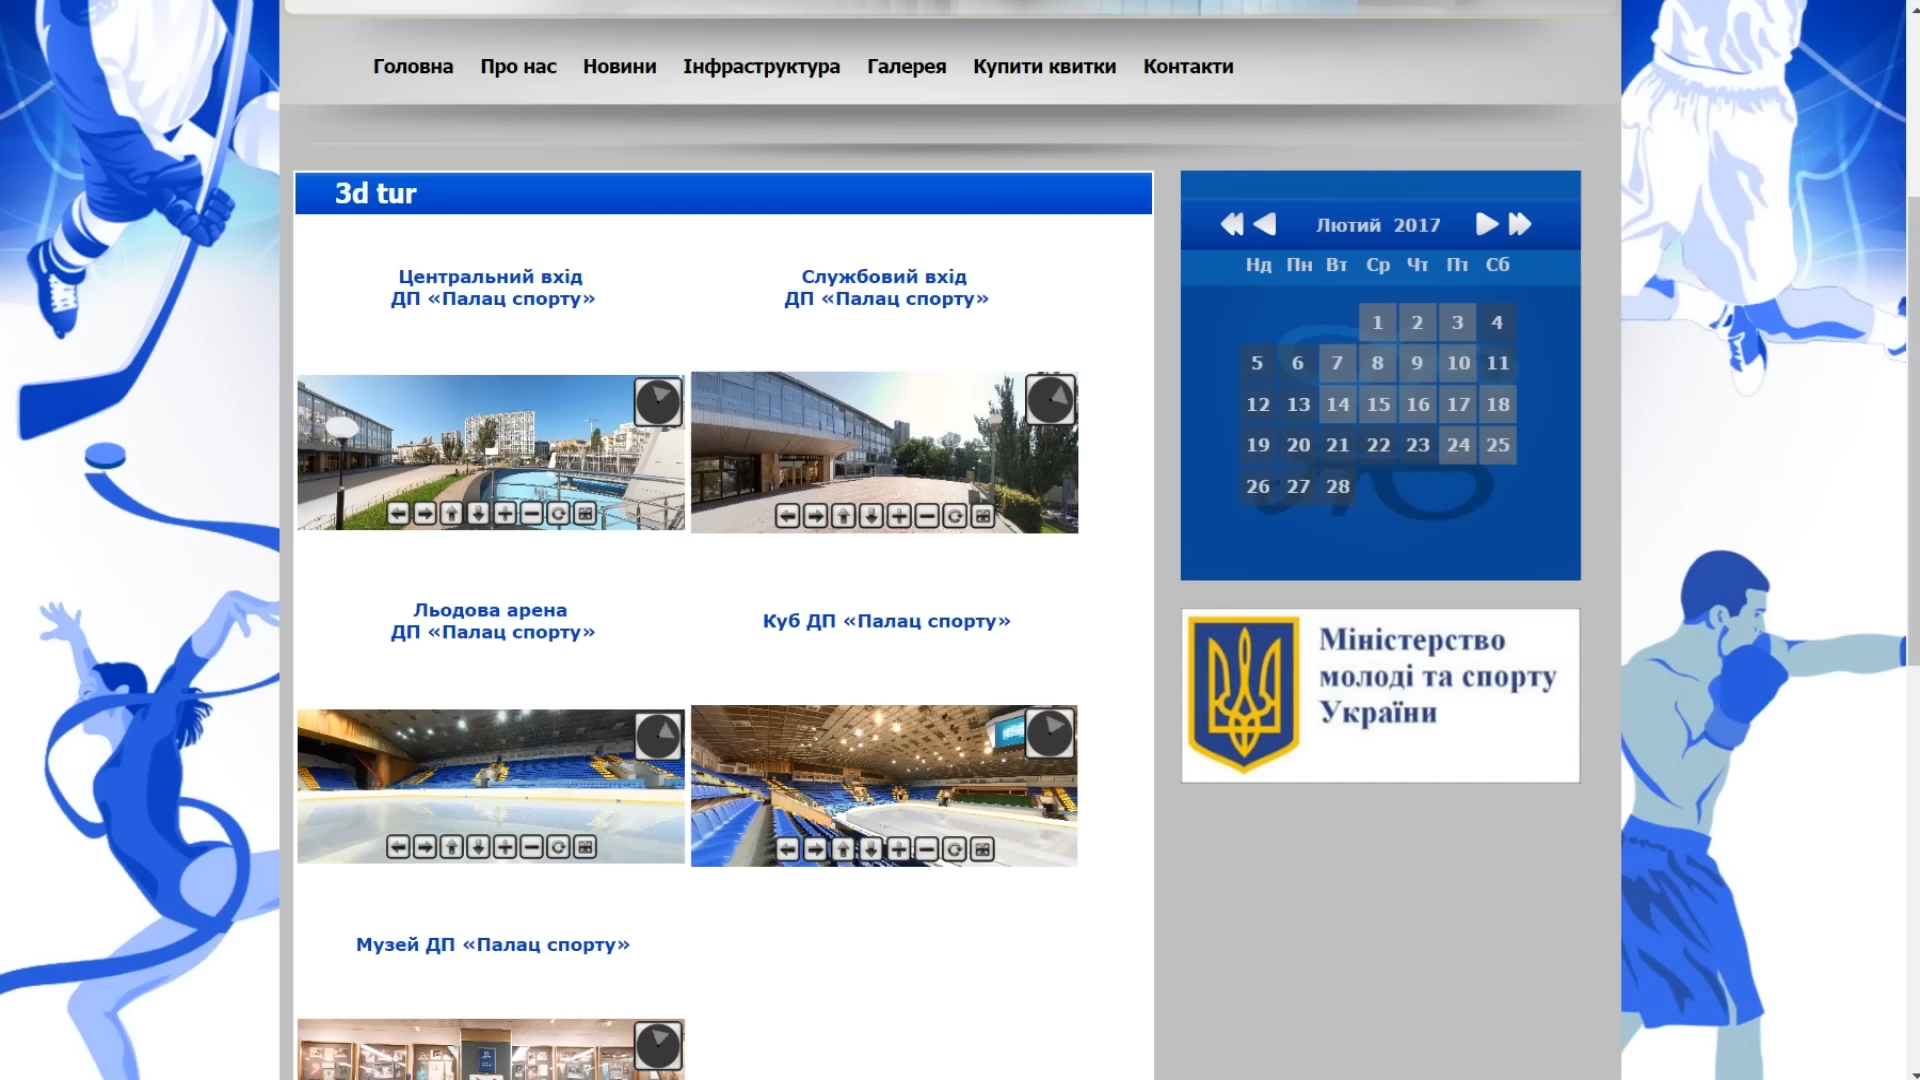 Головна Про нас Новини Інфраструктура Галерея Купити квитки Контакти
3d tur
Центральний вхід
ДП «Палац спорту»
Службовий вхід
ДП «Палац спорту»
Льодова арена
ДП «Палац спорту»
Куб ДП «Палац спорту»
Музей ДП «Палац спорту»
Лютий 2017
Нд Пн Вт Ср Чт Пт Сб
1 2 3 4
5 6 7 8 9 10 11
12 13 14 15 16 17 18
19 20 21 22 23 24 25
26 27 28
Міністерство
молоді та спорту
України